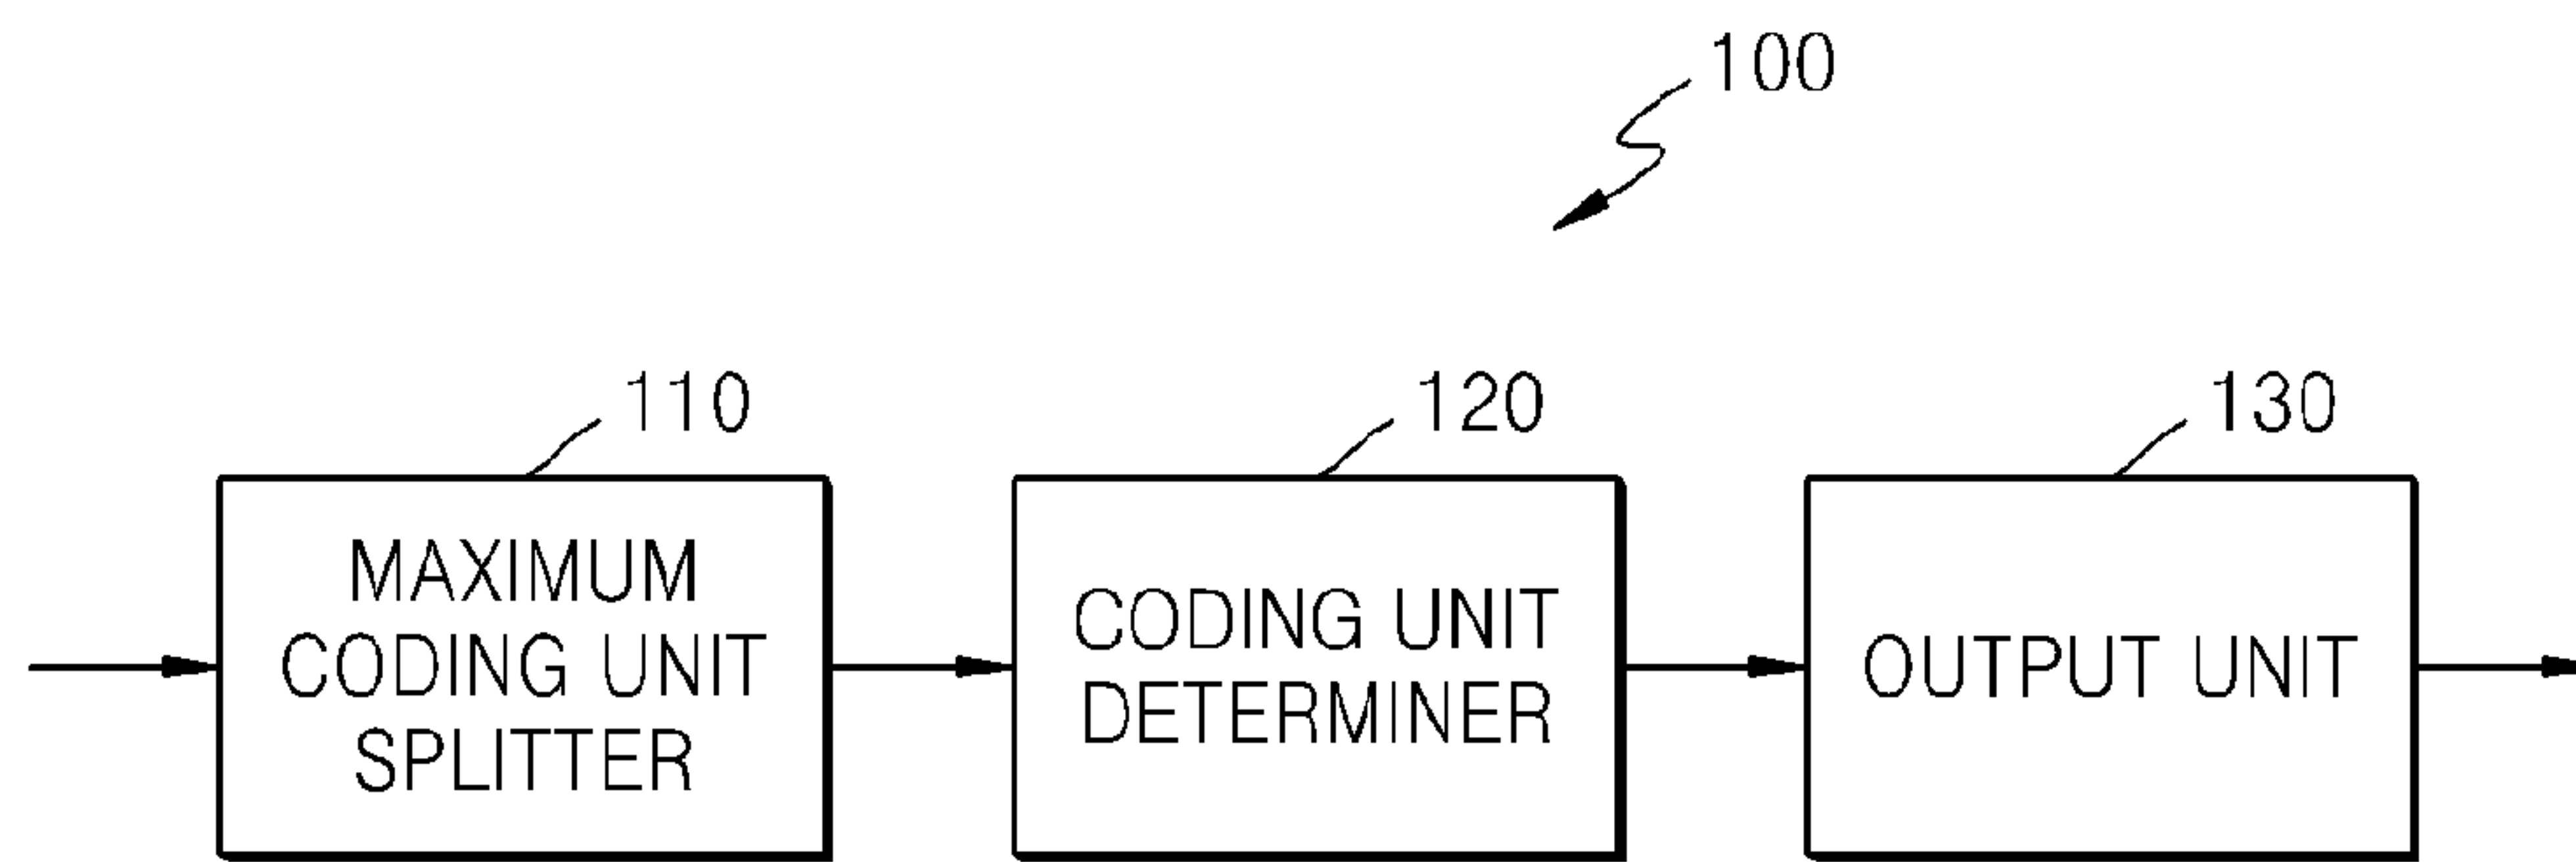 100
110
120
130
MAXIMUM
CODING UNIT
SPLITTER
CODING UNIT
DETERMINER
OUTPUT UNIT